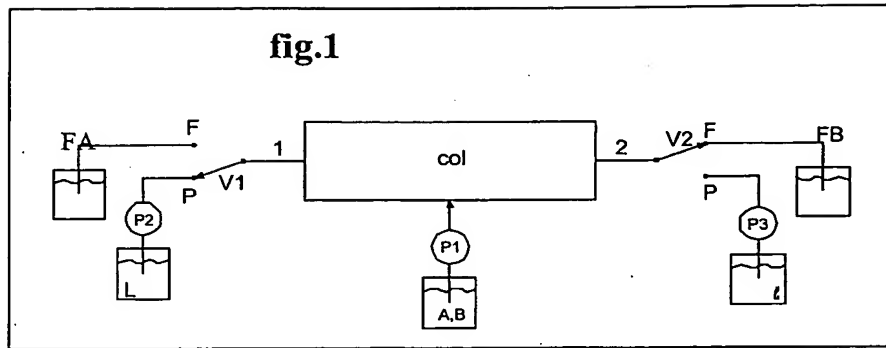 fig.1
FA F 1 col 2 V2 F FB
P V1 P
P2 P1 P3
L A,B ℓ